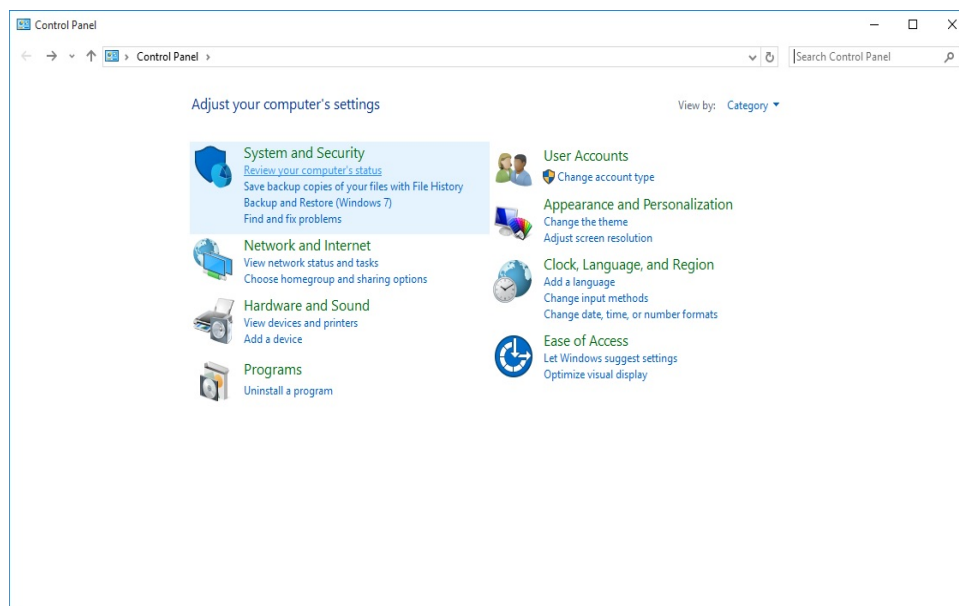 Control Panel
Control Panel
Search Control Panel
Adjust your computer's settings
View by: Category
System and Security
Review your computer's status
Save backup copies of your files with File History
Backup and Restore (Windows 7)
Find and fix problems
Network and Internet
View network status and tasks
Choose homegroup and sharing options
Hardware and Sound
View devices and printers
Add a device
Programs
Uninstall a program
User Accounts
Change account type
Appearance and Personalization
Change the theme
Adjust screen resolution
Clock, Language, and Region
Add a language
Change input methods
Change date, time, or number formats
Ease of Access
Let Windows suggest settings
Optimize visual display